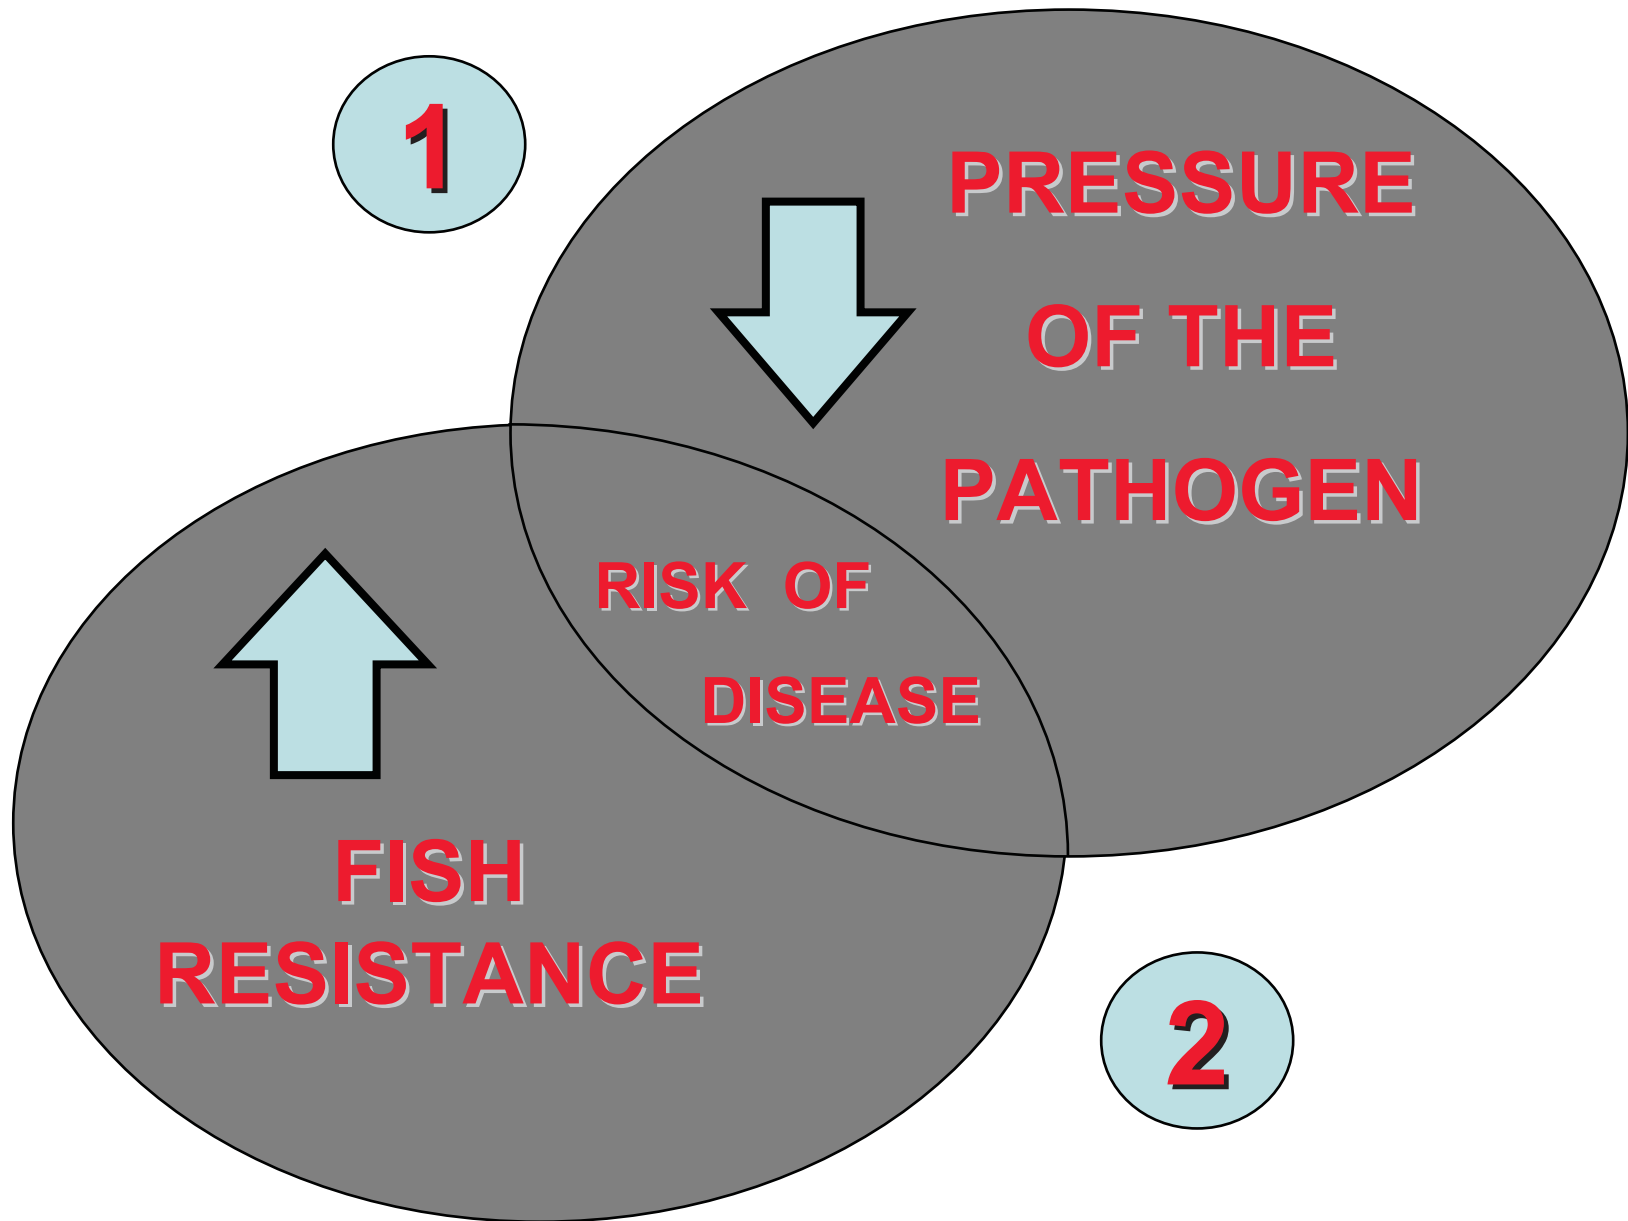 1
PRESSURE
OF THE
PATHOGEN
RISK OF
DISEASE
FISH
RESISTANCE
2